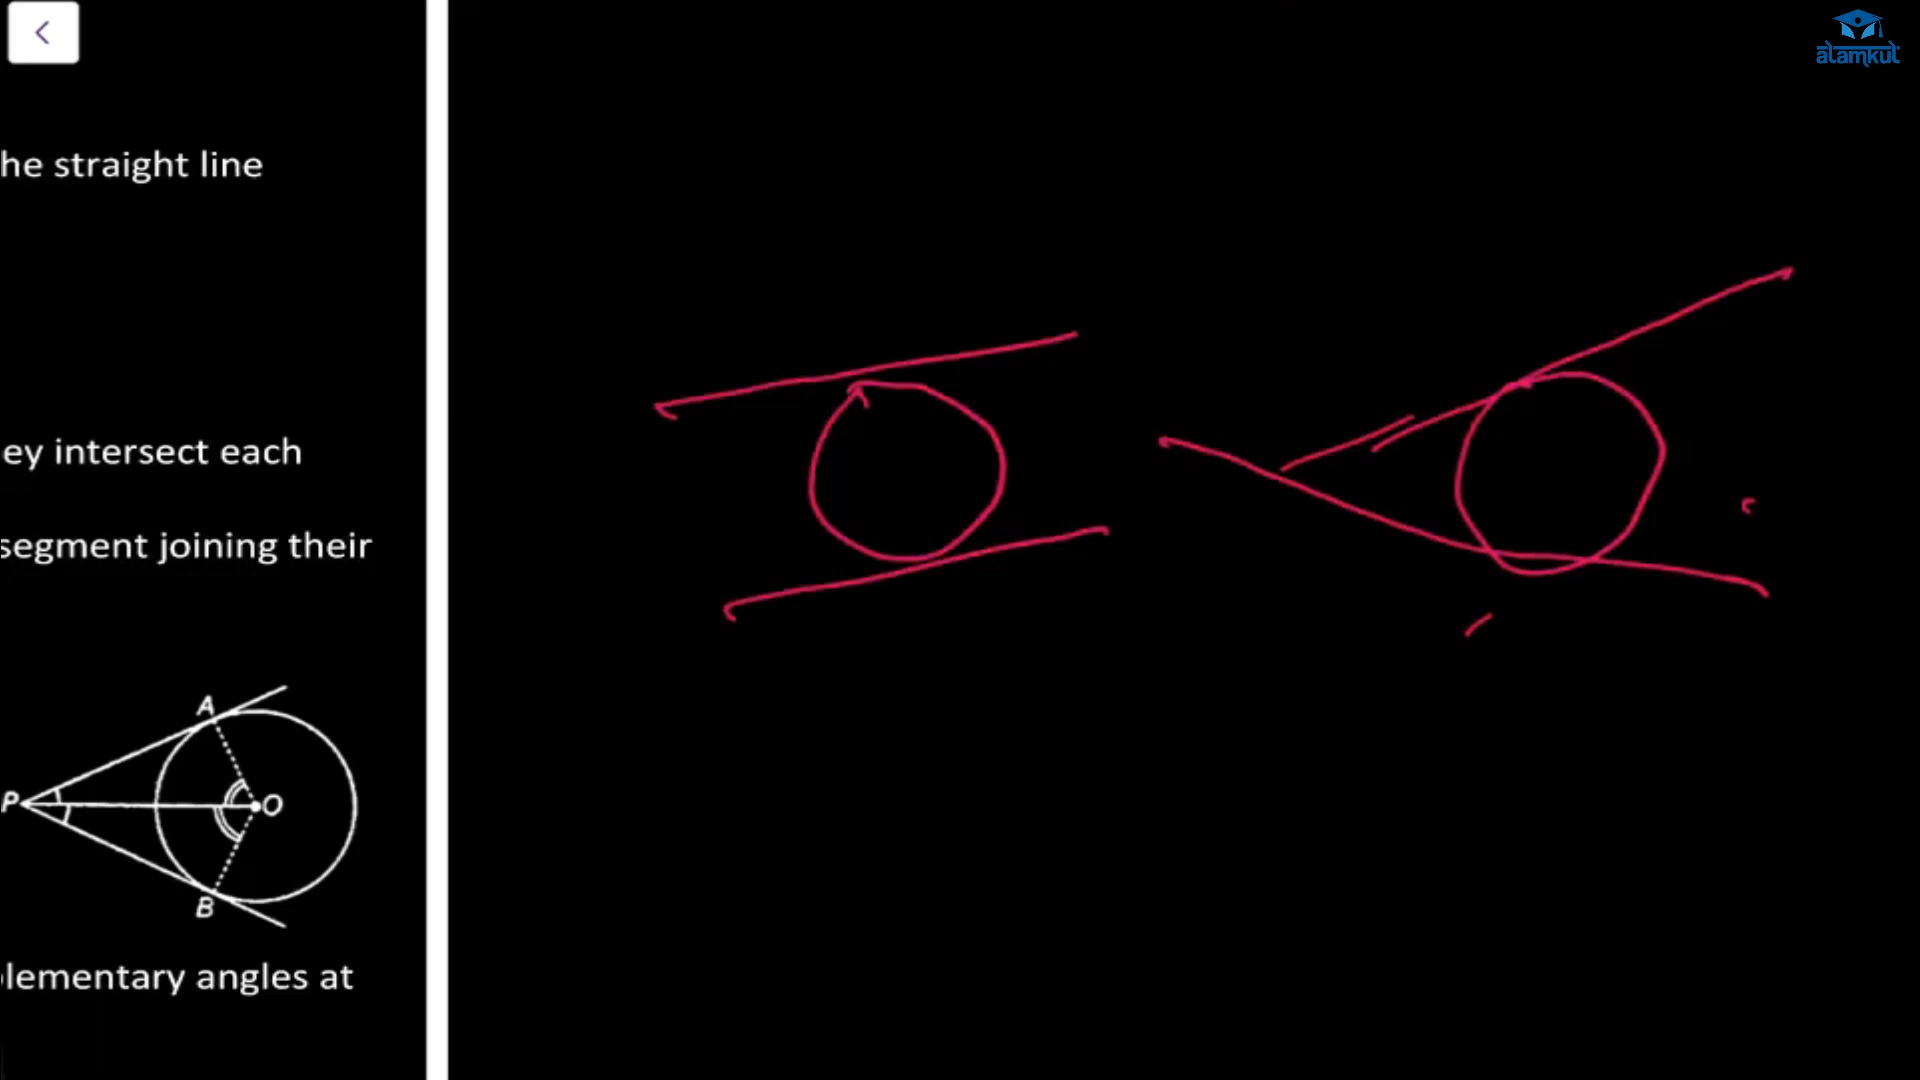 he straight line
ey intersect each
segment joining their
A
P
O
B
lementary angles at
alamkul